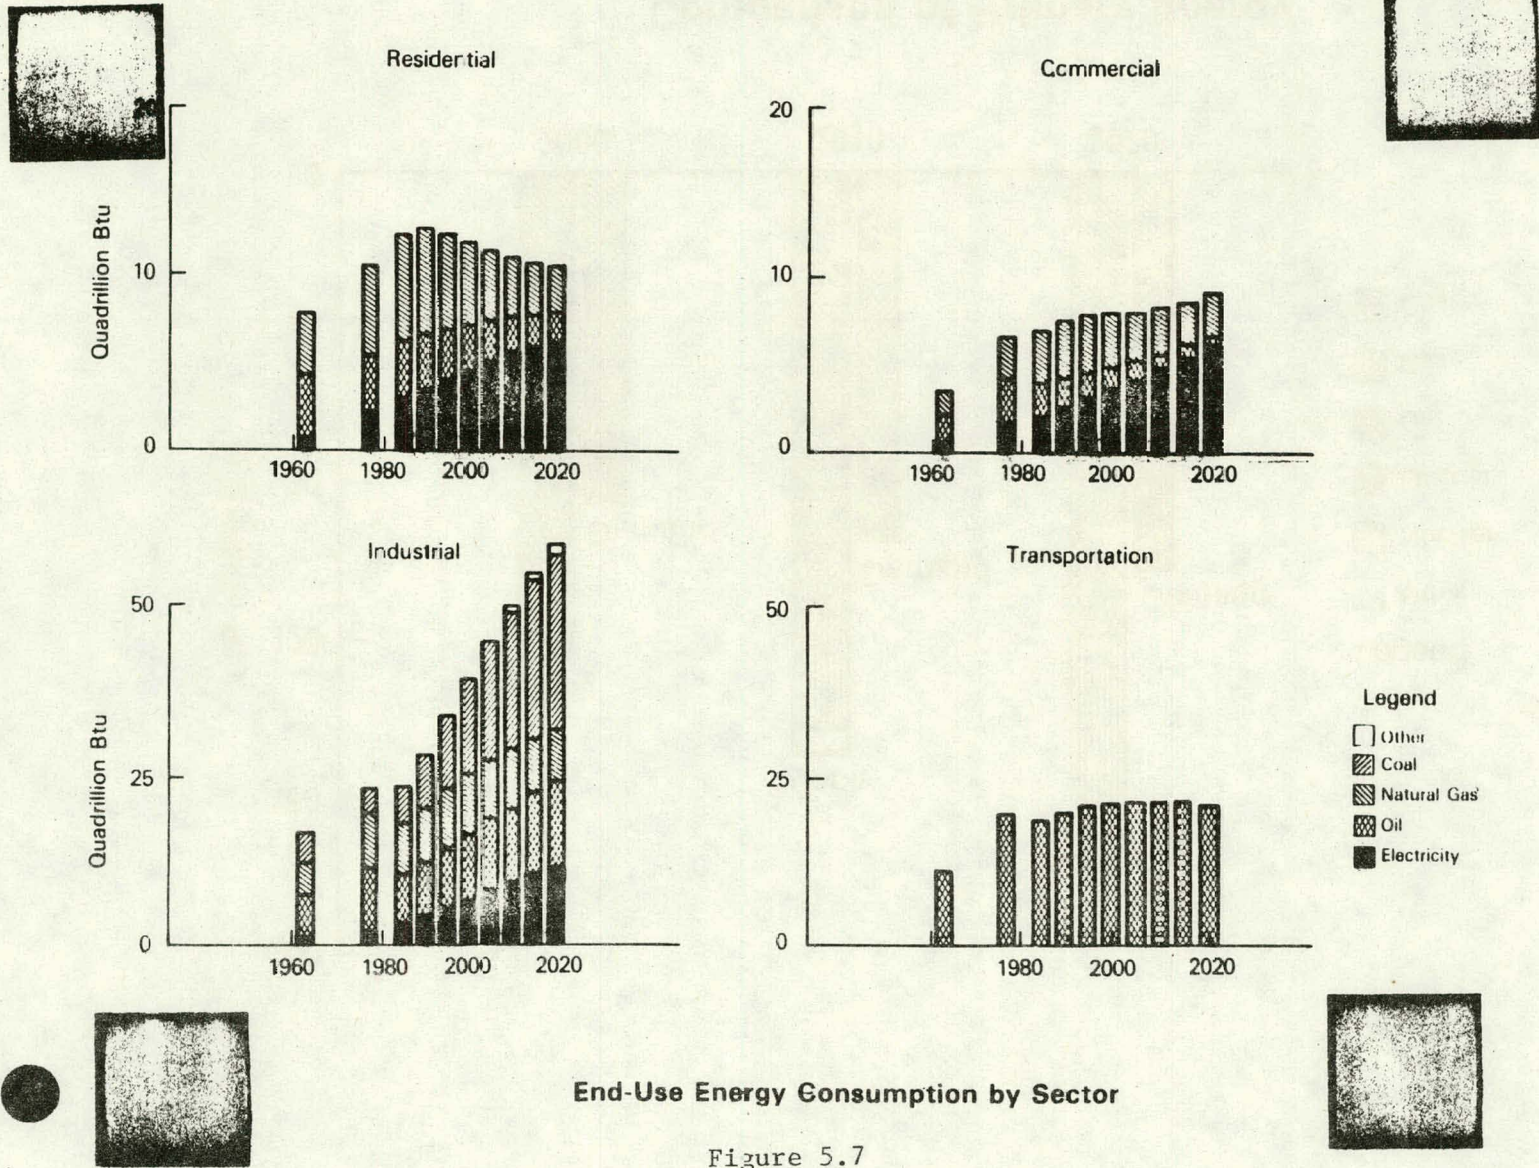 Residential
Commercial
20
10
0
Quadrillion Btu
1960 1980 2000 2020
20
10
0
1960 1980 2000 2020
Industrial
Transportation
50
25
0
Quadrillion Btu
1960 1980 2000 2020
50
25
0
1980 2000 2020
Legend
Other
Coal
Natural Gas
Oil
Electricity
End-Use Energy Consumption by Sector
Figure 5.7